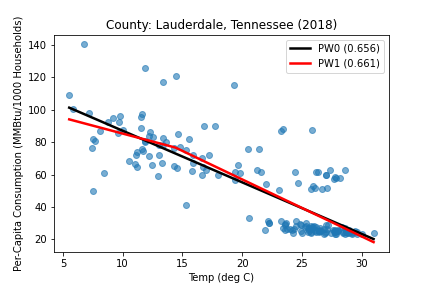 County: Lauderdale, Tennessee (2018)
Per-Capita Consumption (MMBtu/1000 Households)
140
120
100
80
60
40
20
PW0 (0.656)
PW1 (0.661)
5 10 15 20 25 30
Temp (deg C)